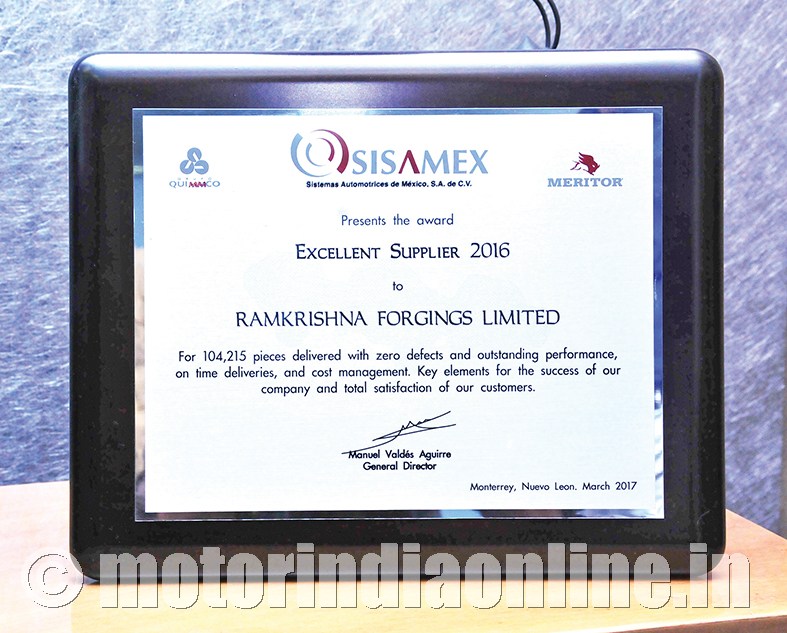 GRUPO
QUIMMCO
SISAMEX
Sistemas Automotrices de México, S.A. de C.V.
MERITOR
Presents the award
EXCELLENT SUPPLIER 2016
to
RAMKRISHNA FORGINGS LIMITED
For 104,215 pieces delivered with zero defects and outstanding performance,
on time deliveries, and cost management. Key elements for the success of our
company and total satisfaction of our customers.
Manuel Valdés Aguirre
General Director
Monterrey, Nuevo Leon. March 2017
© motorindiaonline.in